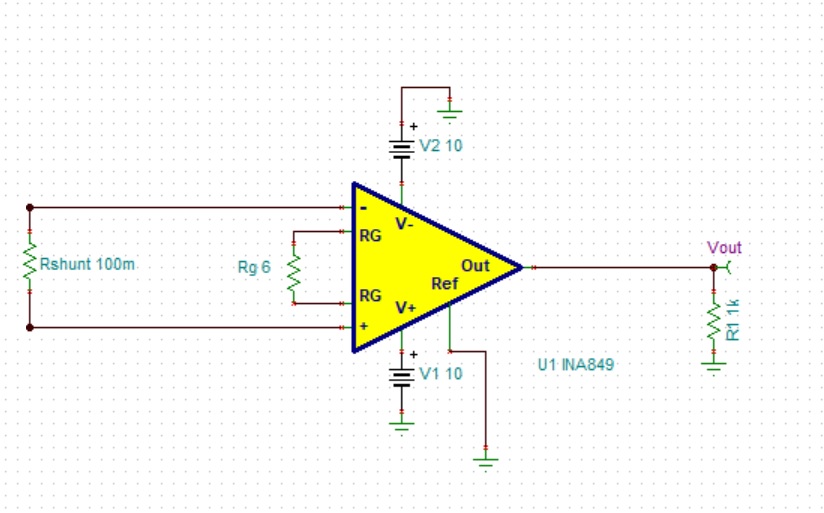 +
V2 10
-
V-
RG
Vout
Rshunt 100m
Rg 6
Out
Ref
RG
V+
+
R1 1k
+
V1 10
U1 INA849